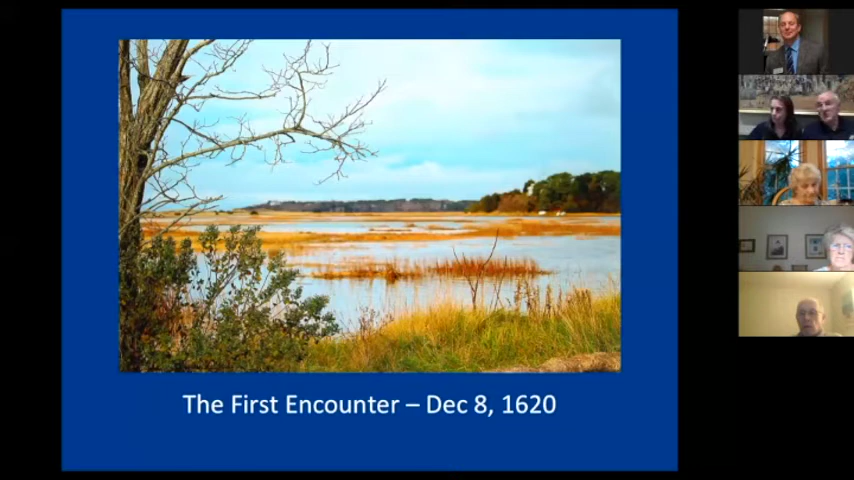 The First Encounter – Dec 8, 1620